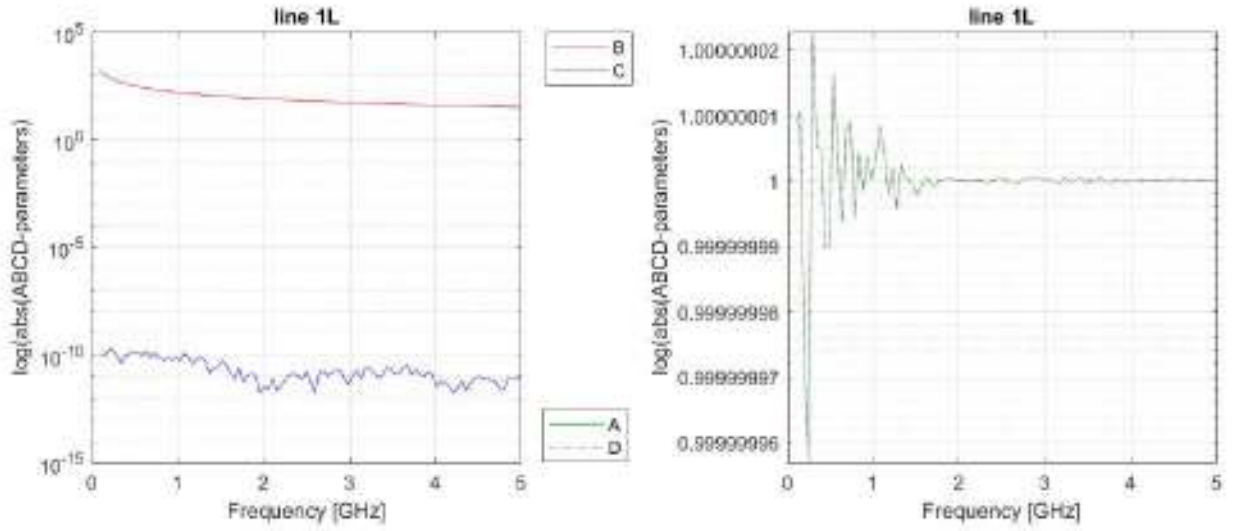 line 1L
log(abs(ABCD-parameters)
10^5
10^0
10^-5
10^-10
10^-15
0 1 2 3 4 5
Frequency [GHz]
B
C
A
D
line 1L
log(abs(ABCD-parameters)
1.00000002
1.00000001
1
0.99999999
0.99999998
0.99999997
0.99999996
0 1 2 3 4 5
Frequency [GHz]